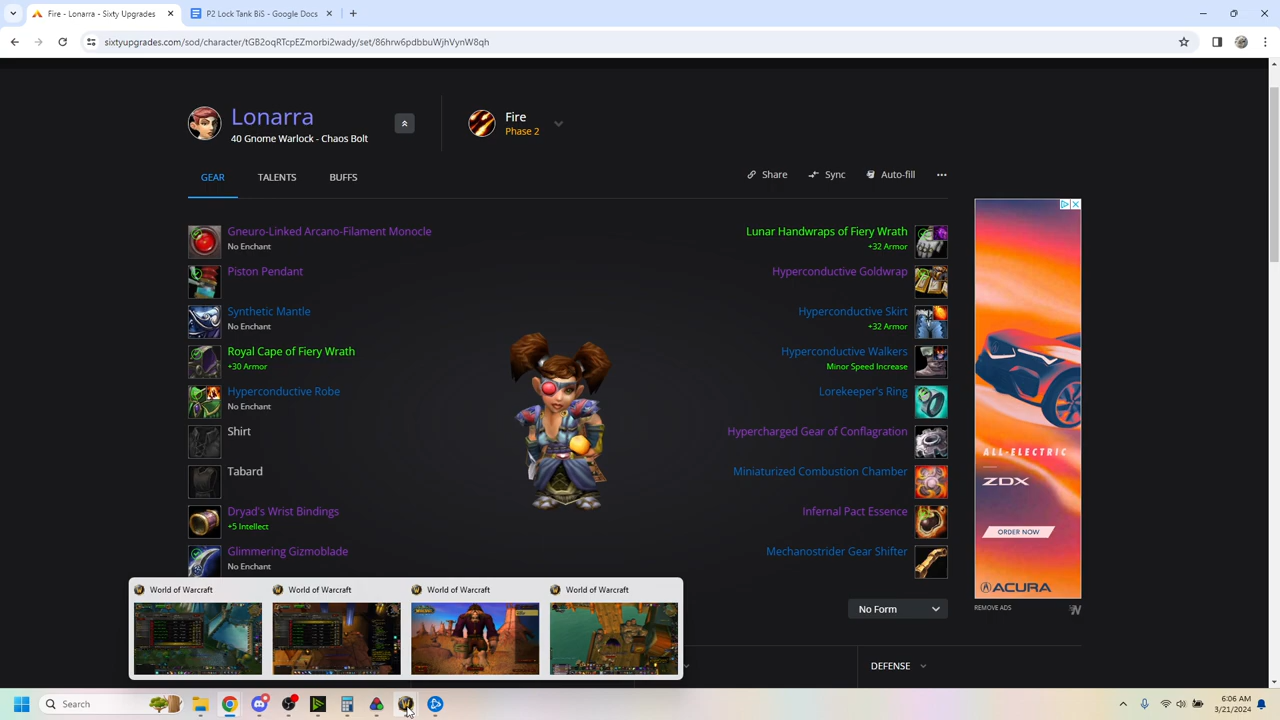 Fire - Lonarra - Sixty Upgrades
P2 Lock Tank BiS - Google Docs
sixtyupgrades.com/sod/character/tGB2oqRTcpEZmorbi2wady/set/86hrw6pdbbuWjhVynW8qh
Lonarra
40 Gnome Warlock - Chaos Bolt
Fire
Phase 2
GEAR
TALENTS
BUFFS
Share
Sync
Auto-fill
Gneuro-Linked Arcano-Filament Monocle
No Enchant
Piston Pendant
Synthetic Mantle
No Enchant
Royal Cape of Fiery Wrath
+30 Armor
Hyperconductive Robe
No Enchant
Shirt
Tabard
Dryad's Wrist Bindings
+5 Intellect
Glimmering Gizmoblade
No Enchant
Lunar Handwraps of Fiery Wrath
+32 Armor
Hyperconductive Goldwrap
Hyperconductive Skirt
+32 Armor
Hyperconductive Walkers
Minor Speed Increase
Lorekeeper's Ring
Hypercharged Gear of Conflagration
Miniaturized Combustion Chamber
Infernal Pact Essence
Mechanostrider Gear Shifter
No Form
DEFENSE
ALL-ELECTRIC
ZDX
ORDER NOW
ACURA
REMOVE ADS
World of Warcraft
World of Warcraft
World of Warcraft
World of Warcraft
Search
6:06 AM
3/21/2024